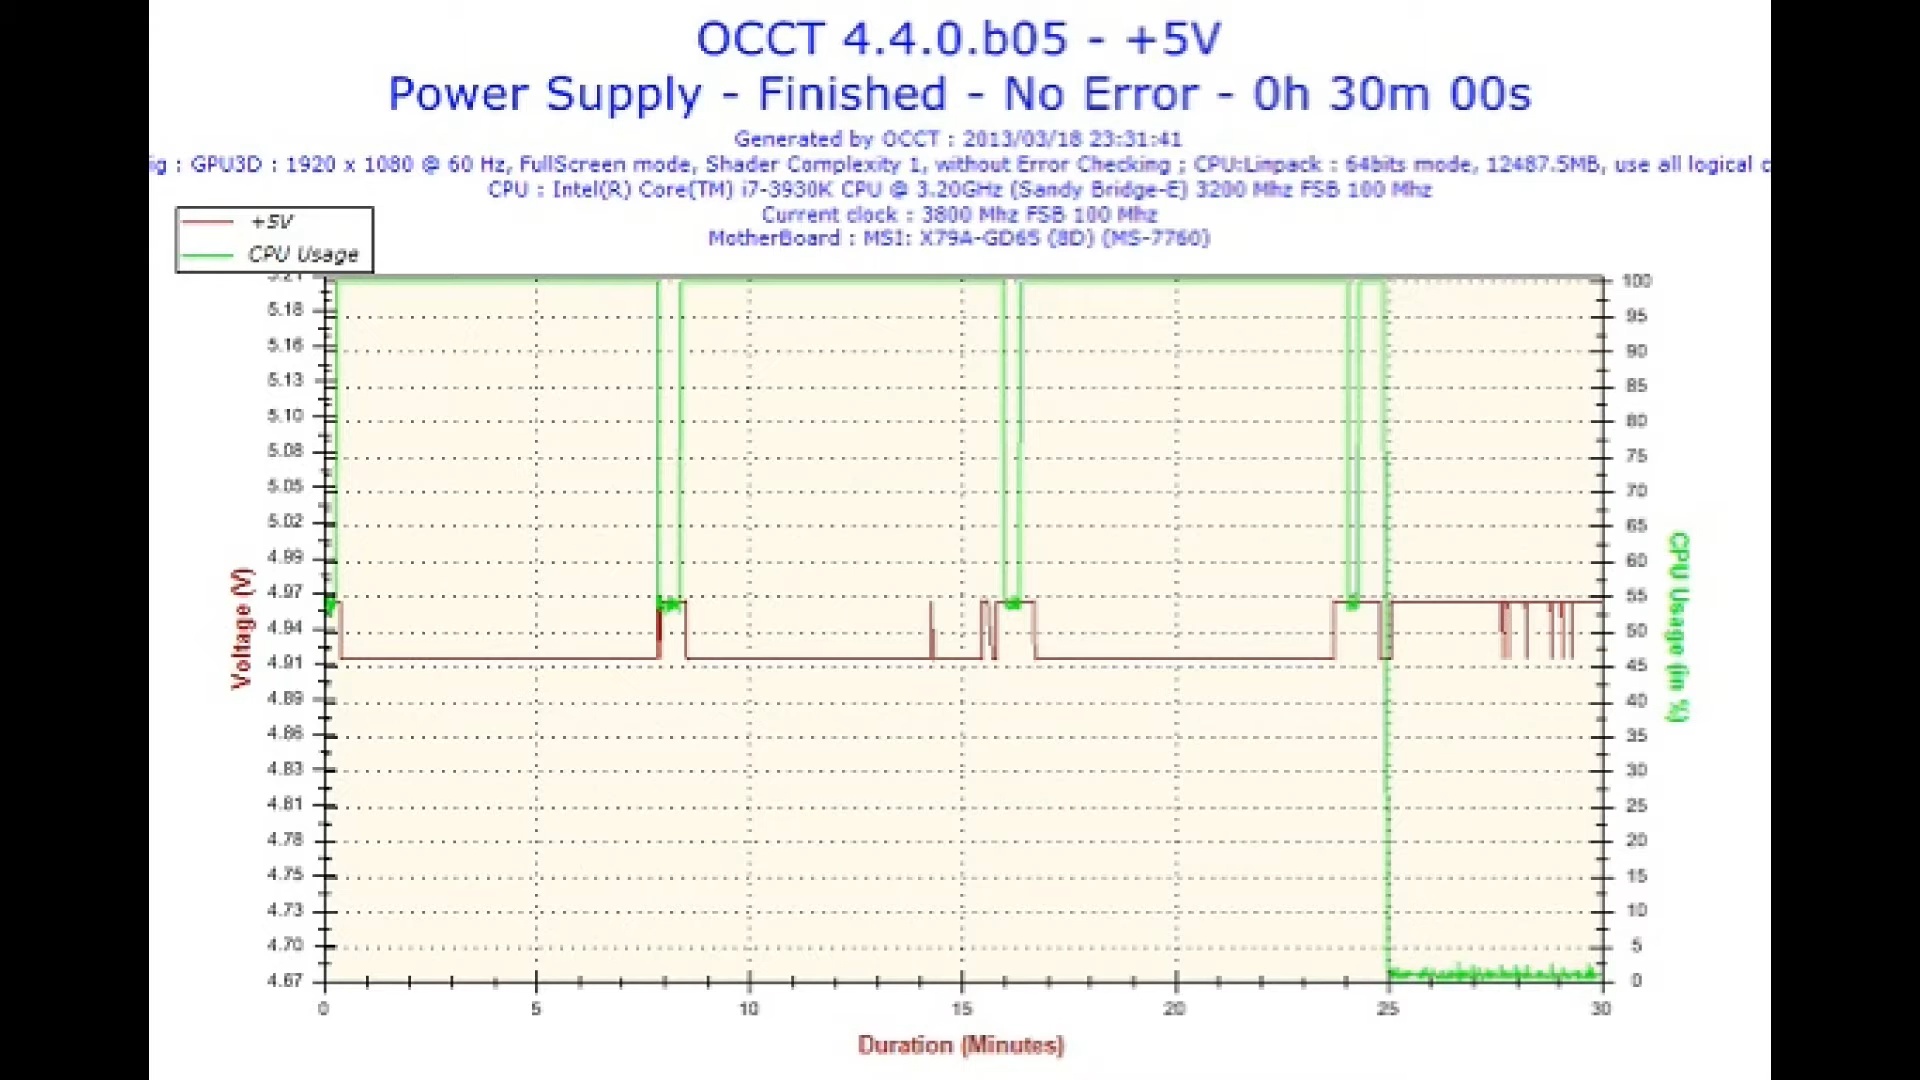 OCCT 4.4.0.b05 - +5V
Power Supply - Finished - No Error - 0h 30m 00s
Generated by OCCT : 2013/03/18 23:31:41
ig : GPU3D : 1920 x 1080 @ 60 Hz, FullScreen mode, Shader Complexity 1, without Error Checking ; CPU:Linpack : 64bits mode, 12487.5MB, use all logical c
CPU : Intel(R) Core(TM) i7-3930K CPU @ 3.20GHz (Sandy Bridge-E) 3200 Mhz FSB 100 Mhz
Current clock : 3800 Mhz FSB 100 Mhz
MotherBoard : MSI: X79A-GD65 (8D) (MS-7760)
+5V
CPU Usage
5.21 100
5.18 95
5.16 90
5.13 85
5.10 80
5.08 75
5.05 70
5.02 65
4.99 60
4.97 55
4.94 50
4.91 45
4.89 40
4.86 35
4.83 30
4.81 25
4.78 20
4.75 15
4.73 10
4.70 5
4.67 0
Voltage (V)
CPU Usage (in %)
0 5 10 15 20 25 30
Duration (Minutes)